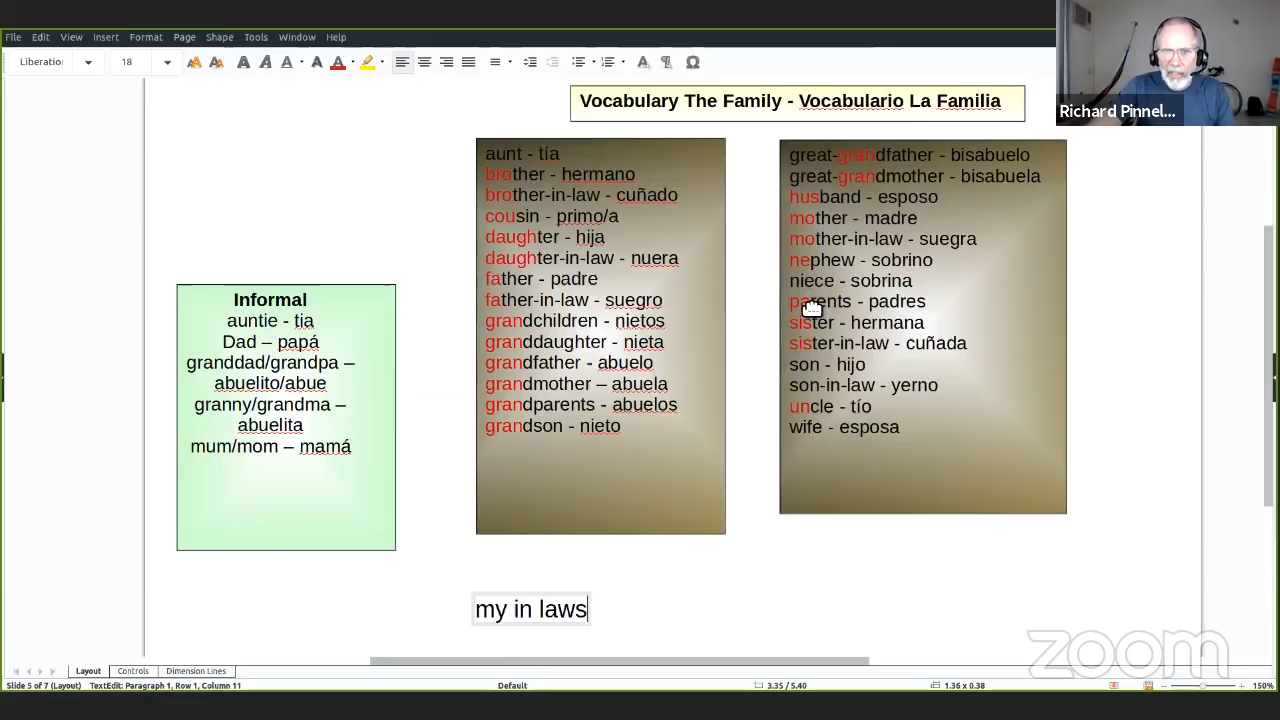 File Edit View Insert Format Page Shape Tools Window Help
Liberation 18
Richard Pinnel...
Vocabulary The Family - Vocabulario La Familia
Informal
auntie - tia
Dad – papá
granddad/grandpa –
abuelito/abue
granny/grandma –
abuelita
mum/mom – mamá
aunt - tía
brother - hermano
brother-in-law - cuñado
cousin - primo/a
daughter - hija
daughter-in-law - nuera
father - padre
father-in-law - suegro
grandchildren - nietos
granddaughter - nieta
grandfather - abuelo
grandmother – abuela
grandparents - abuelos
grandson - nieto
great-grandfather - bisabuelo
great-grandmother - bisabuela
husband - esposo
mother - madre
mother-in-law - suegra
nephew - sobrino
niece - sobrina
parents - padres
sister - hermana
sister-in-law - cuñada
son - hijo
son-in-law - yerno
uncle - tío
wife - esposa
my in laws
zoom
Layout Controls Dimension Lines
Slide 5 of 7 (Layout) TextEdit: Paragraph 1, Row 1, Column 11 Default 3.35 / 5.40 1.36 x 0.38 150%